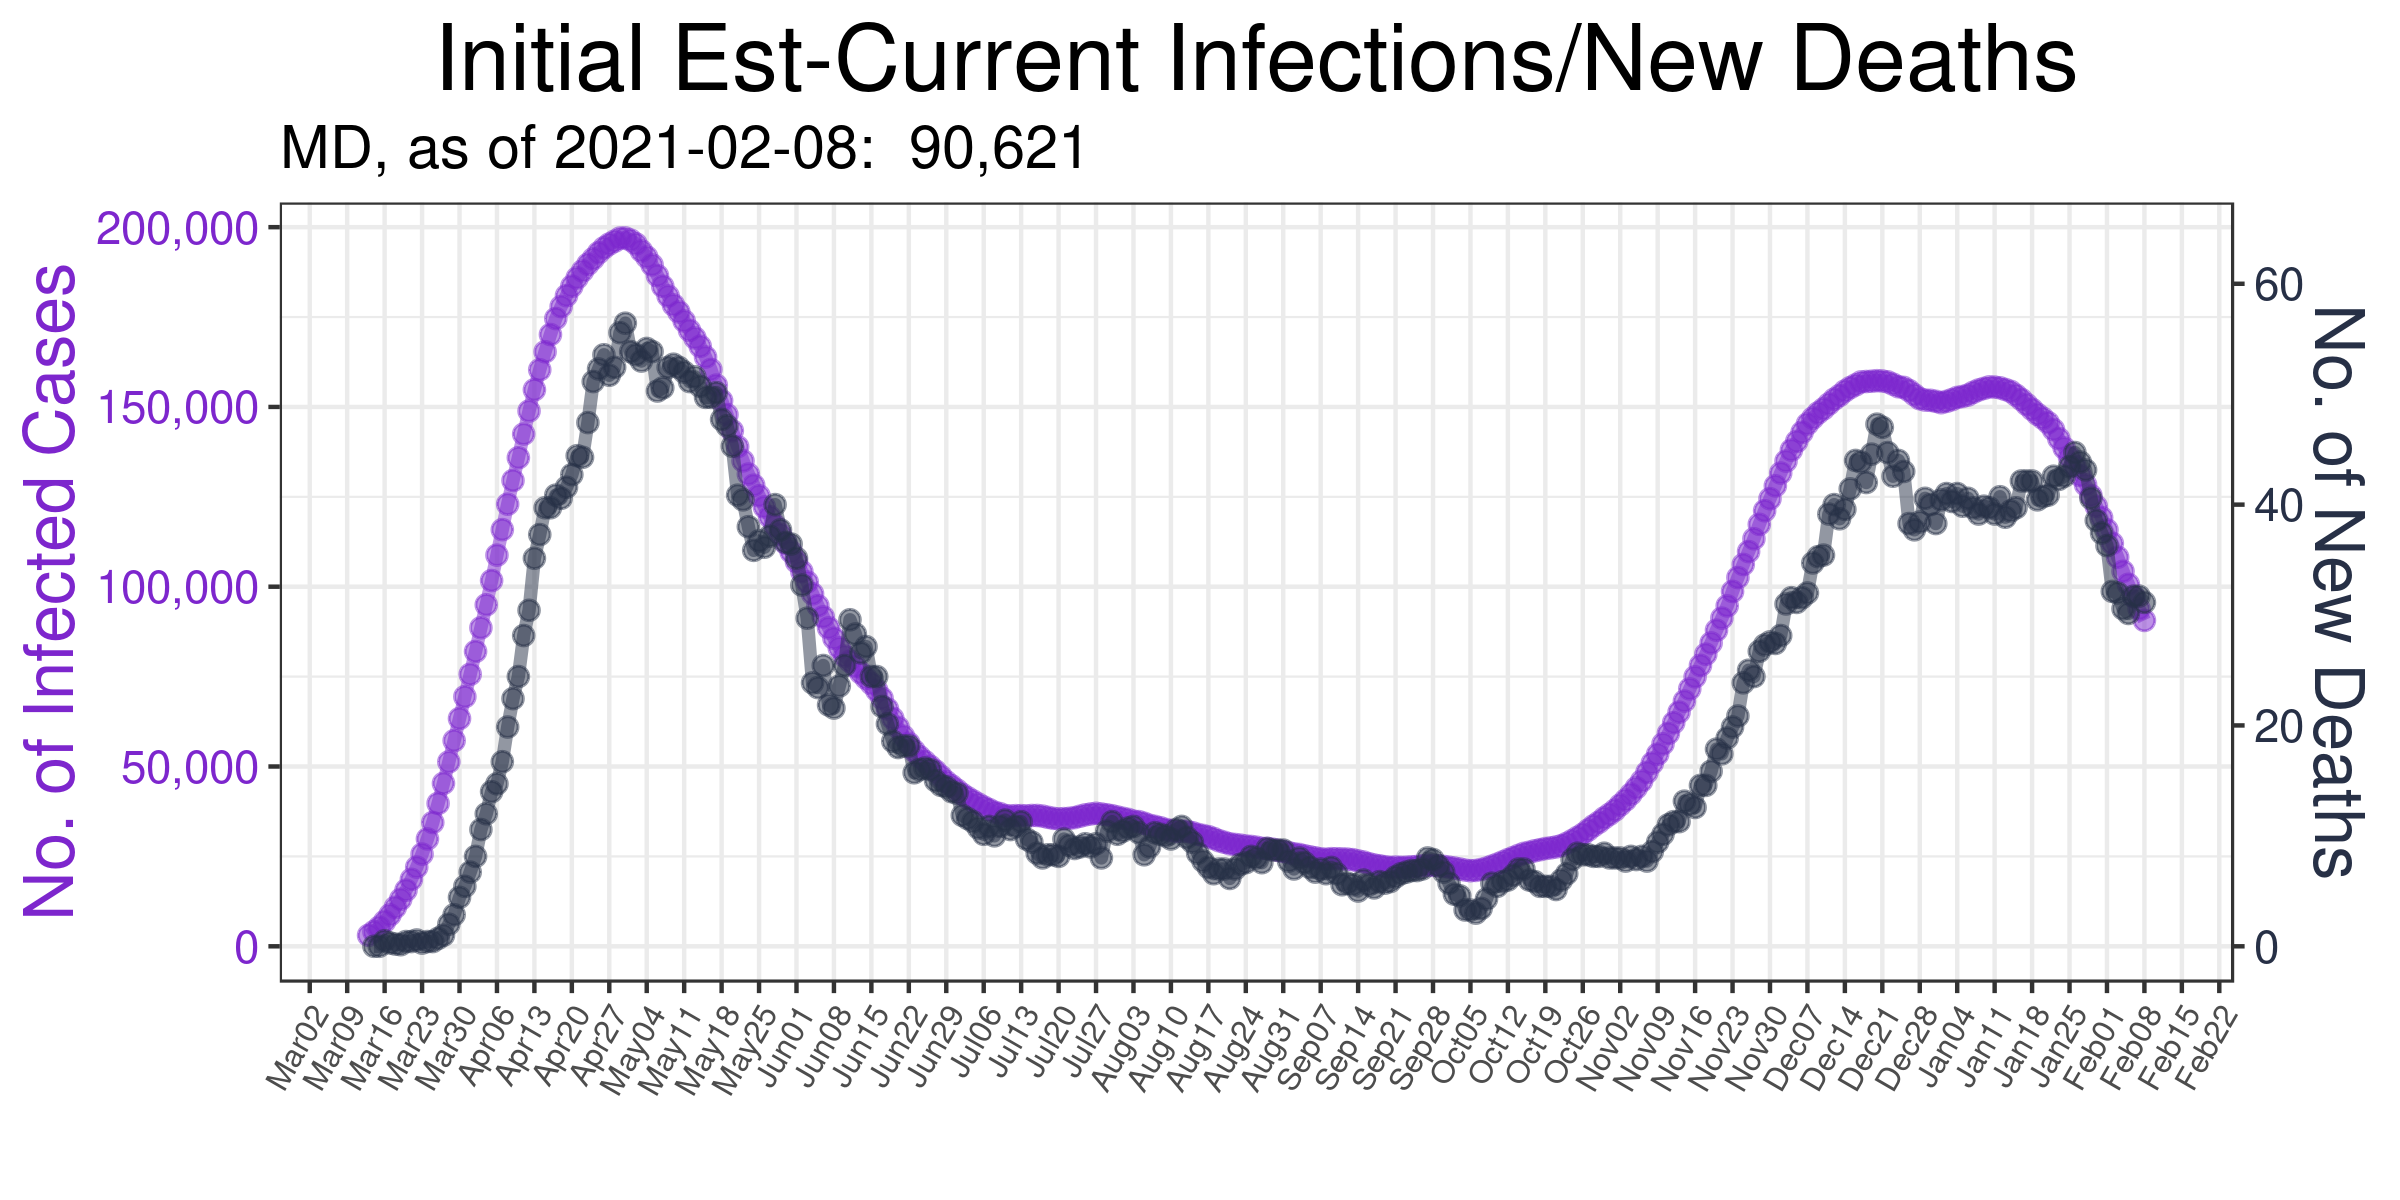 Initial Est-Current Infections/New Deaths
MD, as of 2021-02-08:  90,621
No. of Infected Cases
200,000
150,000
100,000
50,000
0
60
40
20
0
No. of New Deaths
Mar02
Mar09
Mar16
Mar23
Mar30
Apr06
Apr13
Apr20
Apr27
May04
May11
May18
May25
Jun01
Jun08
Jun15
Jun22
Jun29
Jul06
Jul13
Jul20
Jul27
Aug03
Aug10
Aug17
Aug24
Aug31
Sep07
Sep14
Sep21
Sep28
Oct05
Oct12
Oct19
Oct26
Nov02
Nov09
Nov16
Nov23
Nov30
Dec07
Dec14
Dec21
Dec28
Jan04
Jan11
Jan18
Jan25
Feb01
Feb08
Feb15
Feb22